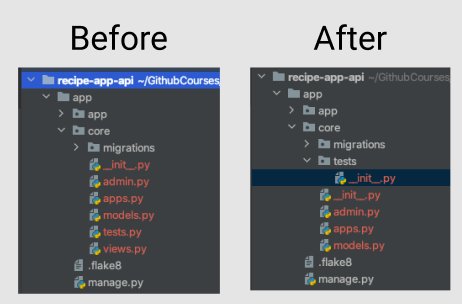 Before
recipe-app-api ~/GithubCourses/
app
app
core
migrations
__init__.py
admin.py
apps.py
models.py
tests.py
views.py
.flake8
manage.py
After
recipe-app-api ~/GithubCourses/
app
app
core
migrations
tests
__init__.py
__init__.py
admin.py
apps.py
models.py
.flake8
manage.py